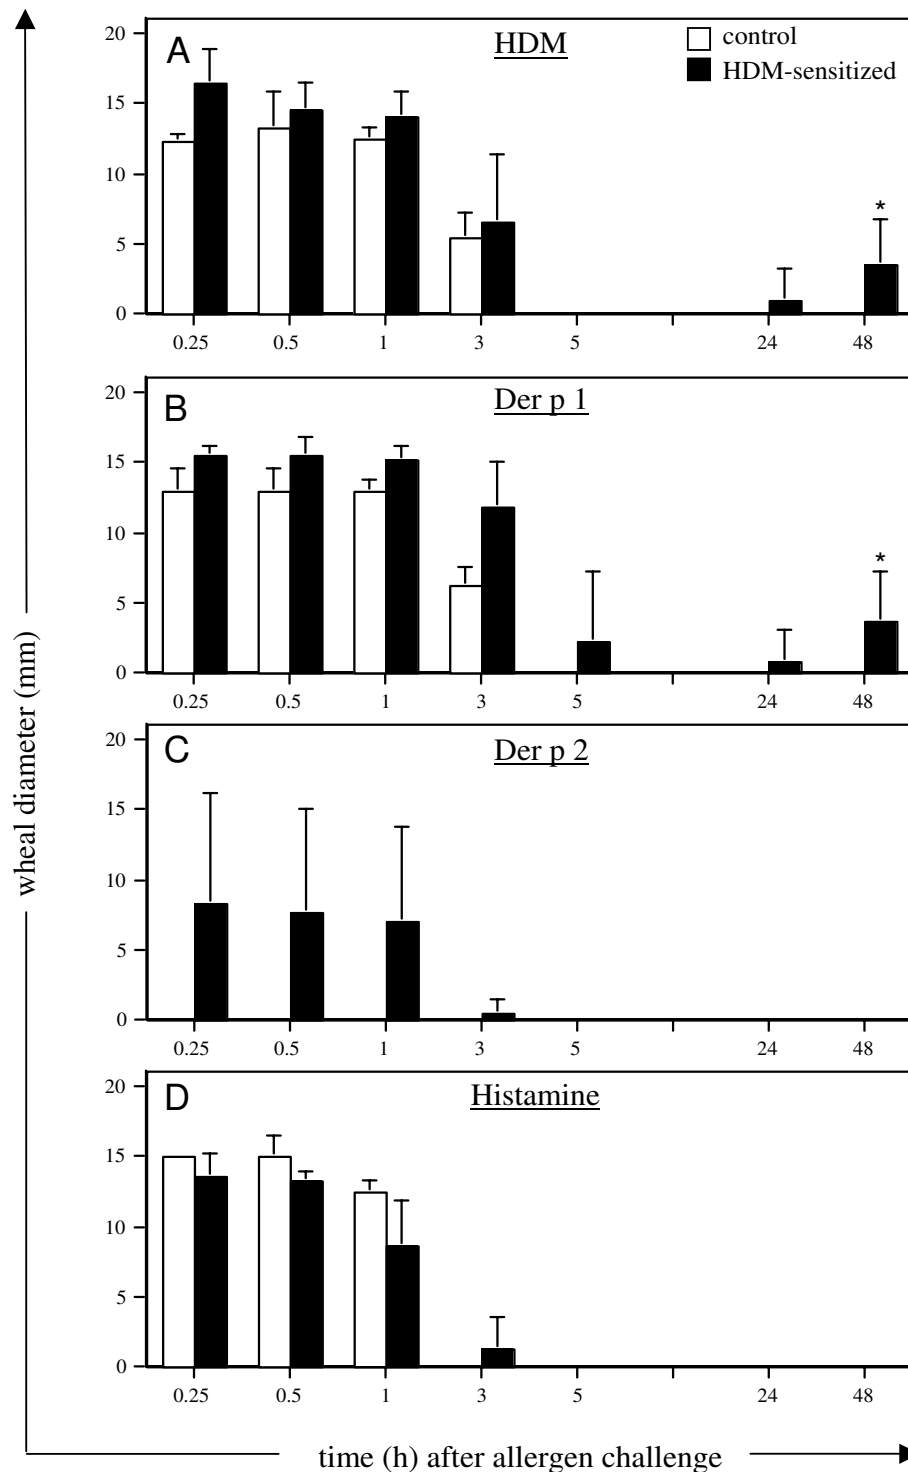 wheal diameter (mm)
A
HDM
control
HDM-sensitized
20
15
10
5
0
*
0.25 0.5 1 3 5 24 48
B
Der p 1
20
15
10
5
0
*
0.25 0.5 1 3 5 24 48
C
Der p 2
20
15
10
5
0
0.25 0.5 1 3 5 24 48
D
Histamine
20
15
10
5
0
0.25 0.5 1 3 5 24 48
time (h) after allergen challenge